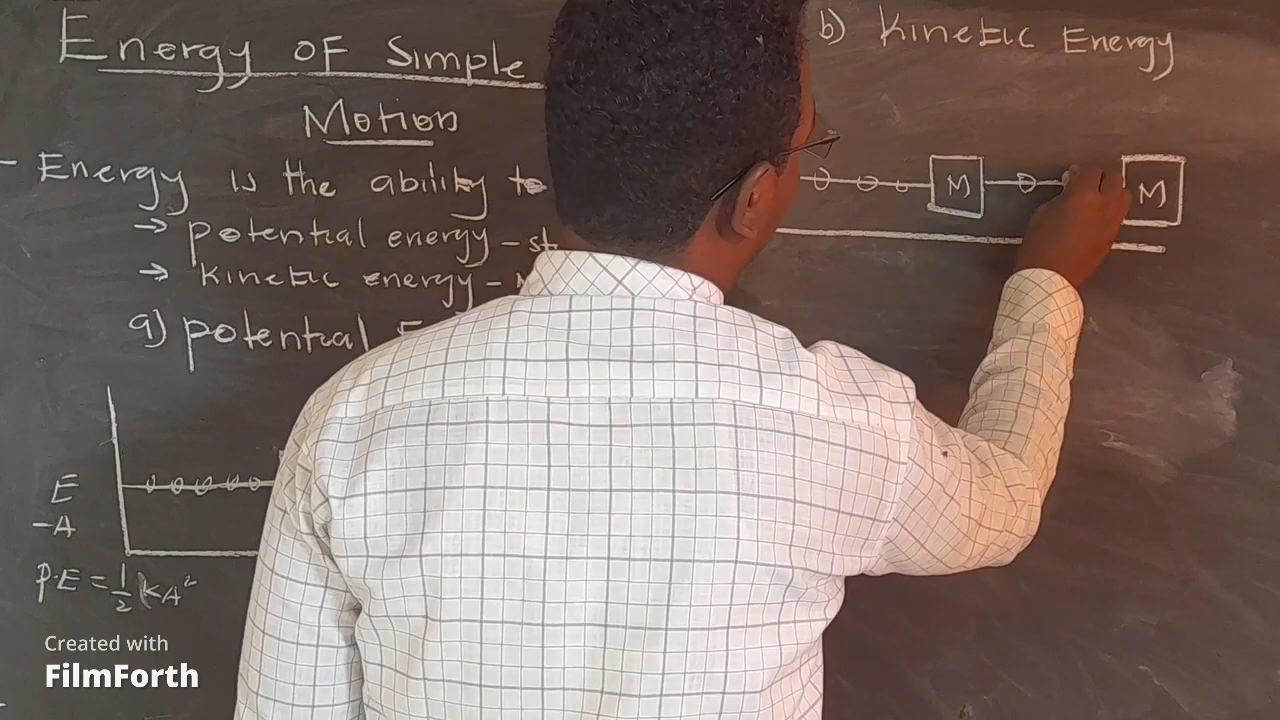 Energy of Simple
Motion
- Energy is the ability to
→ potential energy - st
→ kinetic energy -
a) potential E
E
-A
P.E = 1/2 kA²
b) Kinetic Energy
M M
Created with
FilmForth